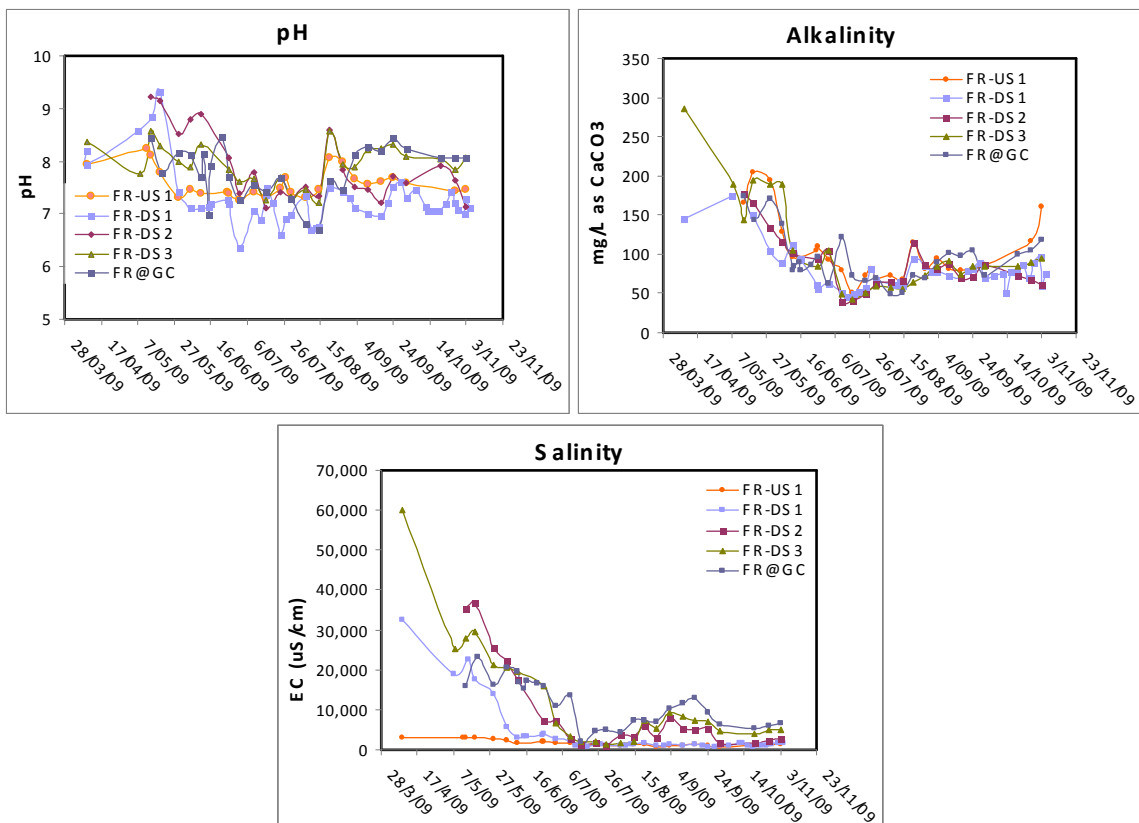 pH
10
9
8
7
6
5
pH
FR-US 1
FR-DS 1
FR-DS 2
FR-DS 3
FR@GC
28/03/09
17/04/09
7/05/09
27/05/09
16/06/09
6/07/09
26/07/09
15/08/09
4/09/09
24/09/09
14/10/09
3/11/09
23/11/09
Alkalinity
350
300
250
200
150
100
50
0
mg/L as CaCO3
FR-US 1
FR-DS 1
FR-DS 2
FR-DS 3
FR@GC
28/03/09
17/04/09
7/05/09
27/05/09
16/06/09
6/07/09
26/07/09
15/08/09
4/09/09
24/09/09
14/10/09
3/11/09
23/11/09
Salinity
70,000
60,000
50,000
40,000
30,000
20,000
10,000
0
EC (uS/cm)
FR-US 1
FR-DS 1
FR-DS 2
FR-DS 3
FR@GC
28/3/09
17/4/09
7/5/09
27/5/09
16/6/09
6/7/09
26/7/09
15/8/09
4/9/09
24/9/09
14/10/09
3/11/09
23/11/09